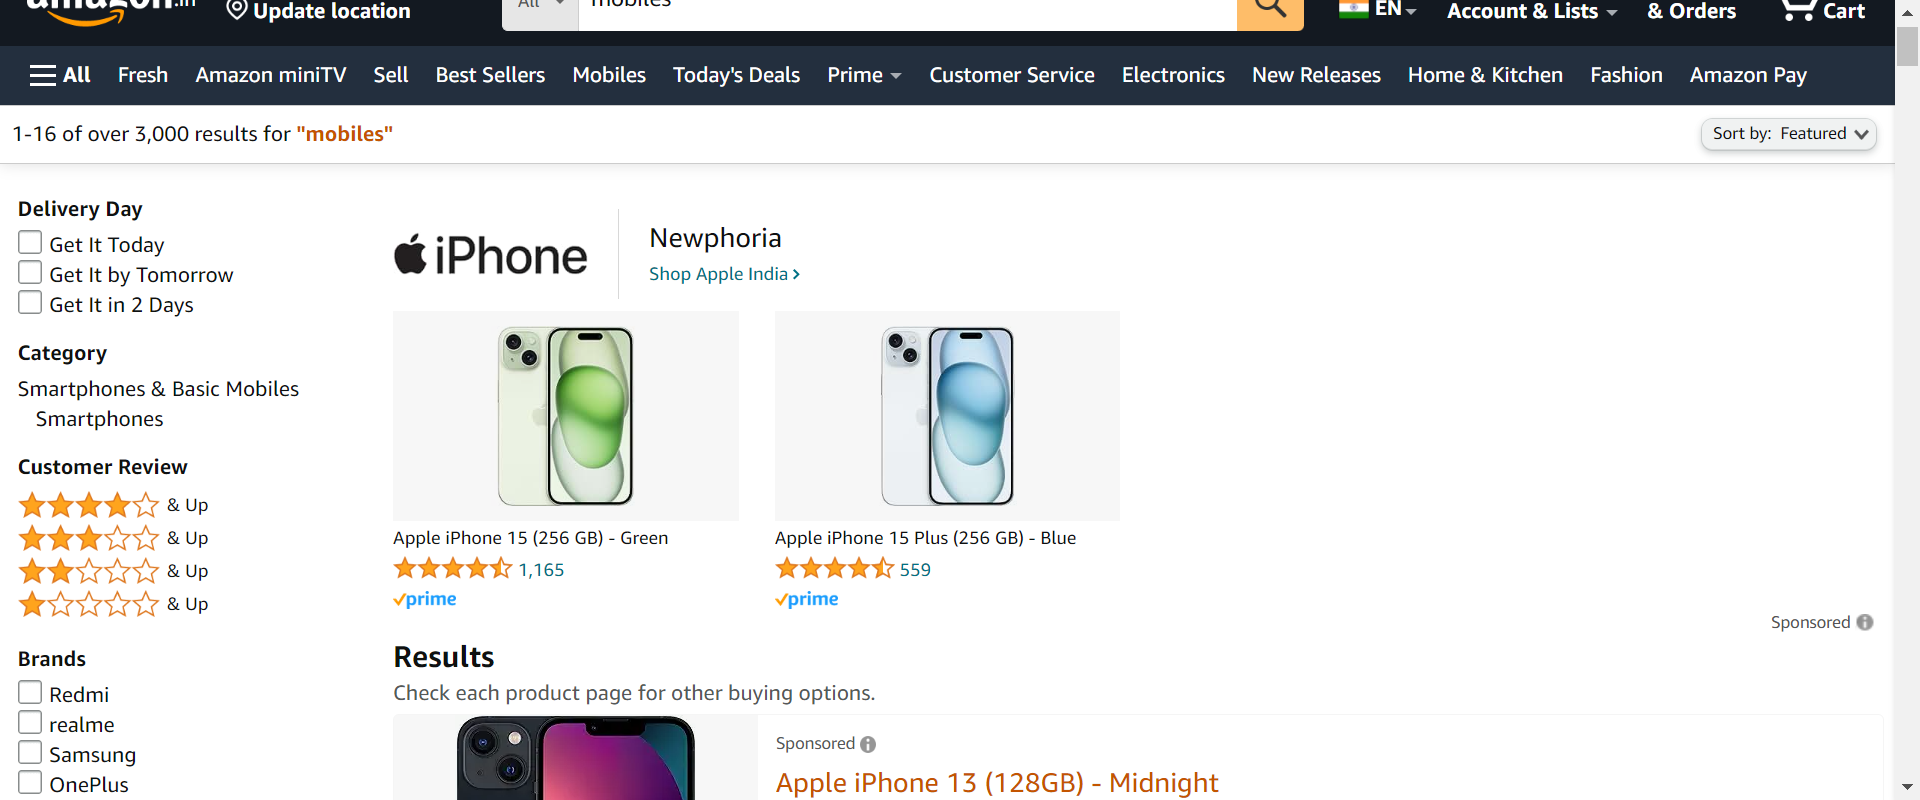 amazon.in
Update location
All
mobiles
EN
Account & Lists
& Orders
Cart
All Fresh Amazon miniTV Sell Best Sellers Mobiles Today's Deals Prime Customer Service Electronics New Releases Home & Kitchen Fashion Amazon Pay
1-16 of over 3,000 results for "mobiles"
Sort by: Featured
Delivery Day
Get It Today
Get It by Tomorrow
Get It in 2 Days
Category
Smartphones & Basic Mobiles
Smartphones
Customer Review
& Up
& Up
& Up
& Up
Brands
Redmi
realme
Samsung
OnePlus
iPhone
Newphoria
Shop Apple India ›
Apple iPhone 15 (256 GB) - Green
1,165
prime
Apple iPhone 15 Plus (256 GB) - Blue
559
prime
Sponsored
Results
Check each product page for other buying options.
Sponsored
Apple iPhone 13 (128GB) - Midnight